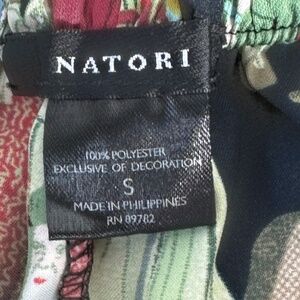 NATORI
100% POLYESTER
EXCLUSIVE OF DECORATION
S
MADE IN PHILIPPINES
RN 89782